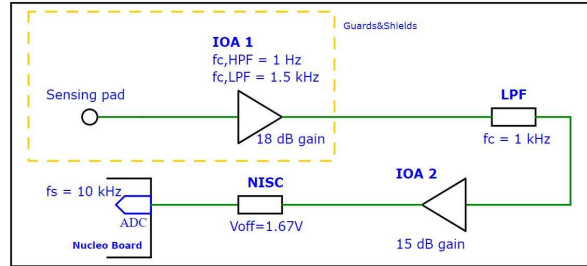 Guards&Shields
IOA 1
fc,HPF = 1 Hz
fc,LPF = 1.5 kHz
Sensing pad
18 dB gain
LPF
fc = 1 kHz
IOA 2
15 dB gain
NISC
Voff=1.67V
fs = 10 kHz
ADC
Nucleo Board